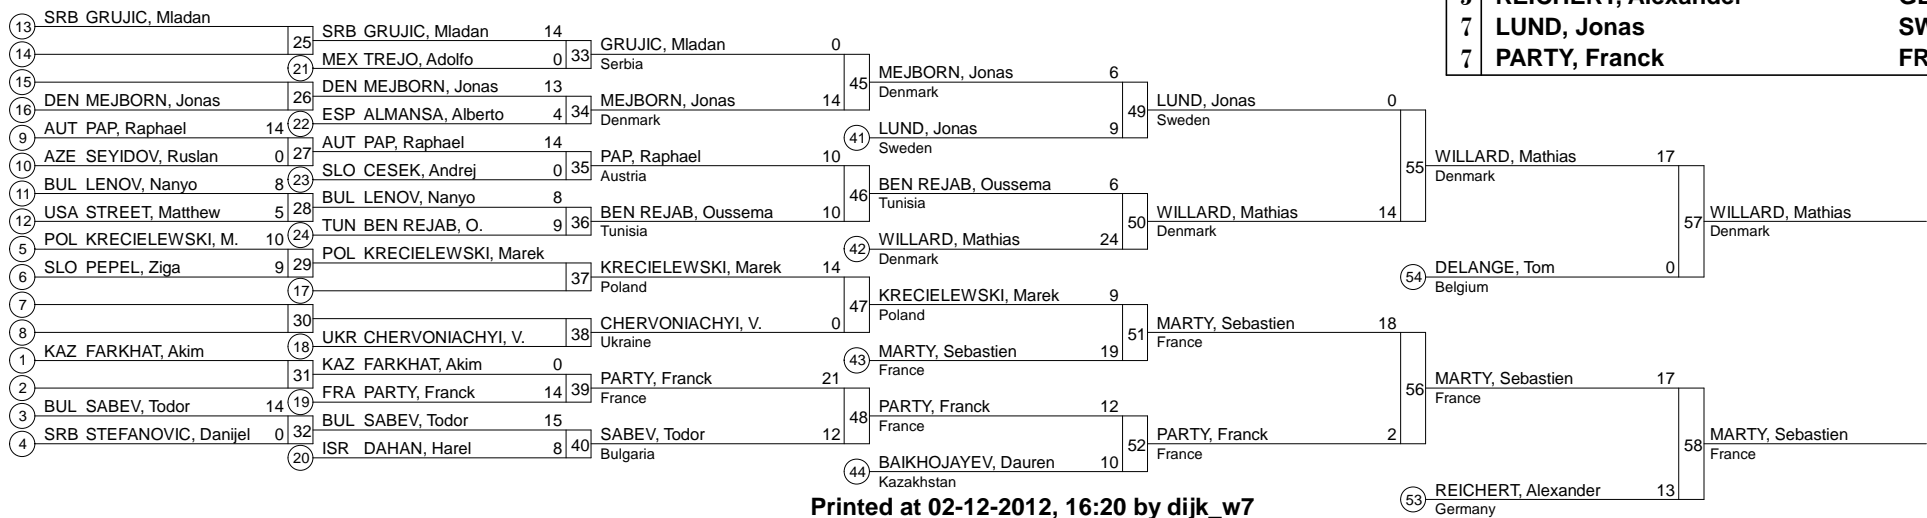 5 REICHERT, Alexander
7 LUND, Jonas SW
7 PARTY, Franck FR
13 SRB GRUJIC, Mladan
14
15
16 DEN MEJBORN, Jonas
9 AUT PAP, Raphael 14
10 AZE SEYIDOV, Ruslan 0
11 BUL LENOV, Nanyo 8
12 USA STREET, Matthew 5
5 POL KRECIELEWSKI, M. 10
6 SLO PEPEL, Ziga 9
7
8
1 KAZ FARKHAT, Akim
2
3 BUL SABEV, Todor 14
4 SRB STEFANOVIC, Danijel 0
25 SRB GRUJIC, Mladan 14
21 MEX TREJO, Adolfo 0
26 DEN MEJBORN, Jonas 13
22 ESP ALMANSA, Alberto 4
27 AUT PAP, Raphael 14
23 SLO CESEK, Andrej 0
28 BUL LENOV, Nanyo 8
24 TUN BEN REJAB, O. 9
29 POL KRECIELEWSKI, Marek
17
30
18 UKR CHERVONIACHYI, V.
31 KAZ FARKHAT, Akim 0
19 FRA PARTY, Franck 14
32 BUL SABEV, Todor 15
20 ISR DAHAN, Harel 8
33 GRUJIC, Mladan 0
Serbia
34 MEJBORN, Jonas 14
Denmark
35 PAP, Raphael 10
Austria
36 BEN REJAB, Oussema 10
Tunisia
37 KRECIELEWSKI, Marek 14
Poland
38 CHERVONIACHYI, V. 0
Ukraine
39 PARTY, Franck 21
France
40 SABEV, Todor 12
Bulgaria
45 MEJBORN, Jonas 6
Denmark
41 LUND, Jonas 9
Sweden
46 BEN REJAB, Oussema 6
Tunisia
42 WILLARD, Mathias 24
Denmark
47 KRECIELEWSKI, Marek 9
Poland
43 MARTY, Sebastien 19
France
48 PARTY, Franck 12
France
44 BAIKHOJAYEV, Dauren 10
Kazakhstan
49 LUND, Jonas 0
Sweden
50 WILLARD, Mathias 14
Denmark
51 MARTY, Sebastien 18
France
52 PARTY, Franck 2
France
55 WILLARD, Mathias 17
Denmark
54 DELANGE, Tom 0
Belgium
56 MARTY, Sebastien 17
France
53 REICHERT, Alexander 13
Germany
57 WILLARD, Mathias
Denmark
58 MARTY, Sebastien
France
Printed at 02-12-2012, 16:20 by dijk_w7